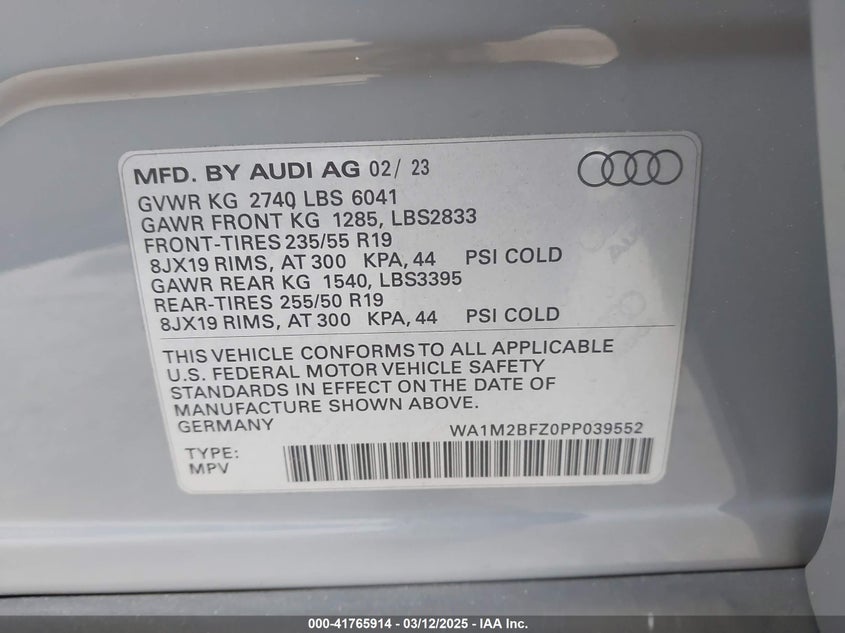 MFD. BY AUDI AG 02/ 23
GVWR KG 2740 LBS 6041
GAWR FRONT KG 1285, LBS2833
FRONT-TIRES 235/55 R19
8JX19 RIMS, AT 300 KPA, 44 PSI COLD
GAWR REAR KG 1540, LBS3395
REAR-TIRES 255/50 R19
8JX19 RIMS, AT 300 KPA, 44 PSI COLD
THIS VEHICLE CONFORMS TO ALL APPLICABLE
U.S. FEDERAL MOTOR VEHICLE SAFETY
STANDARDS IN EFFECT ON THE DATE OF
MANUFACTURE SHOWN ABOVE.
GERMANY WA1M2BFZ0PP039552
TYPE:
MPV
000-41765914 - 03/12/2025 - IAA Inc.